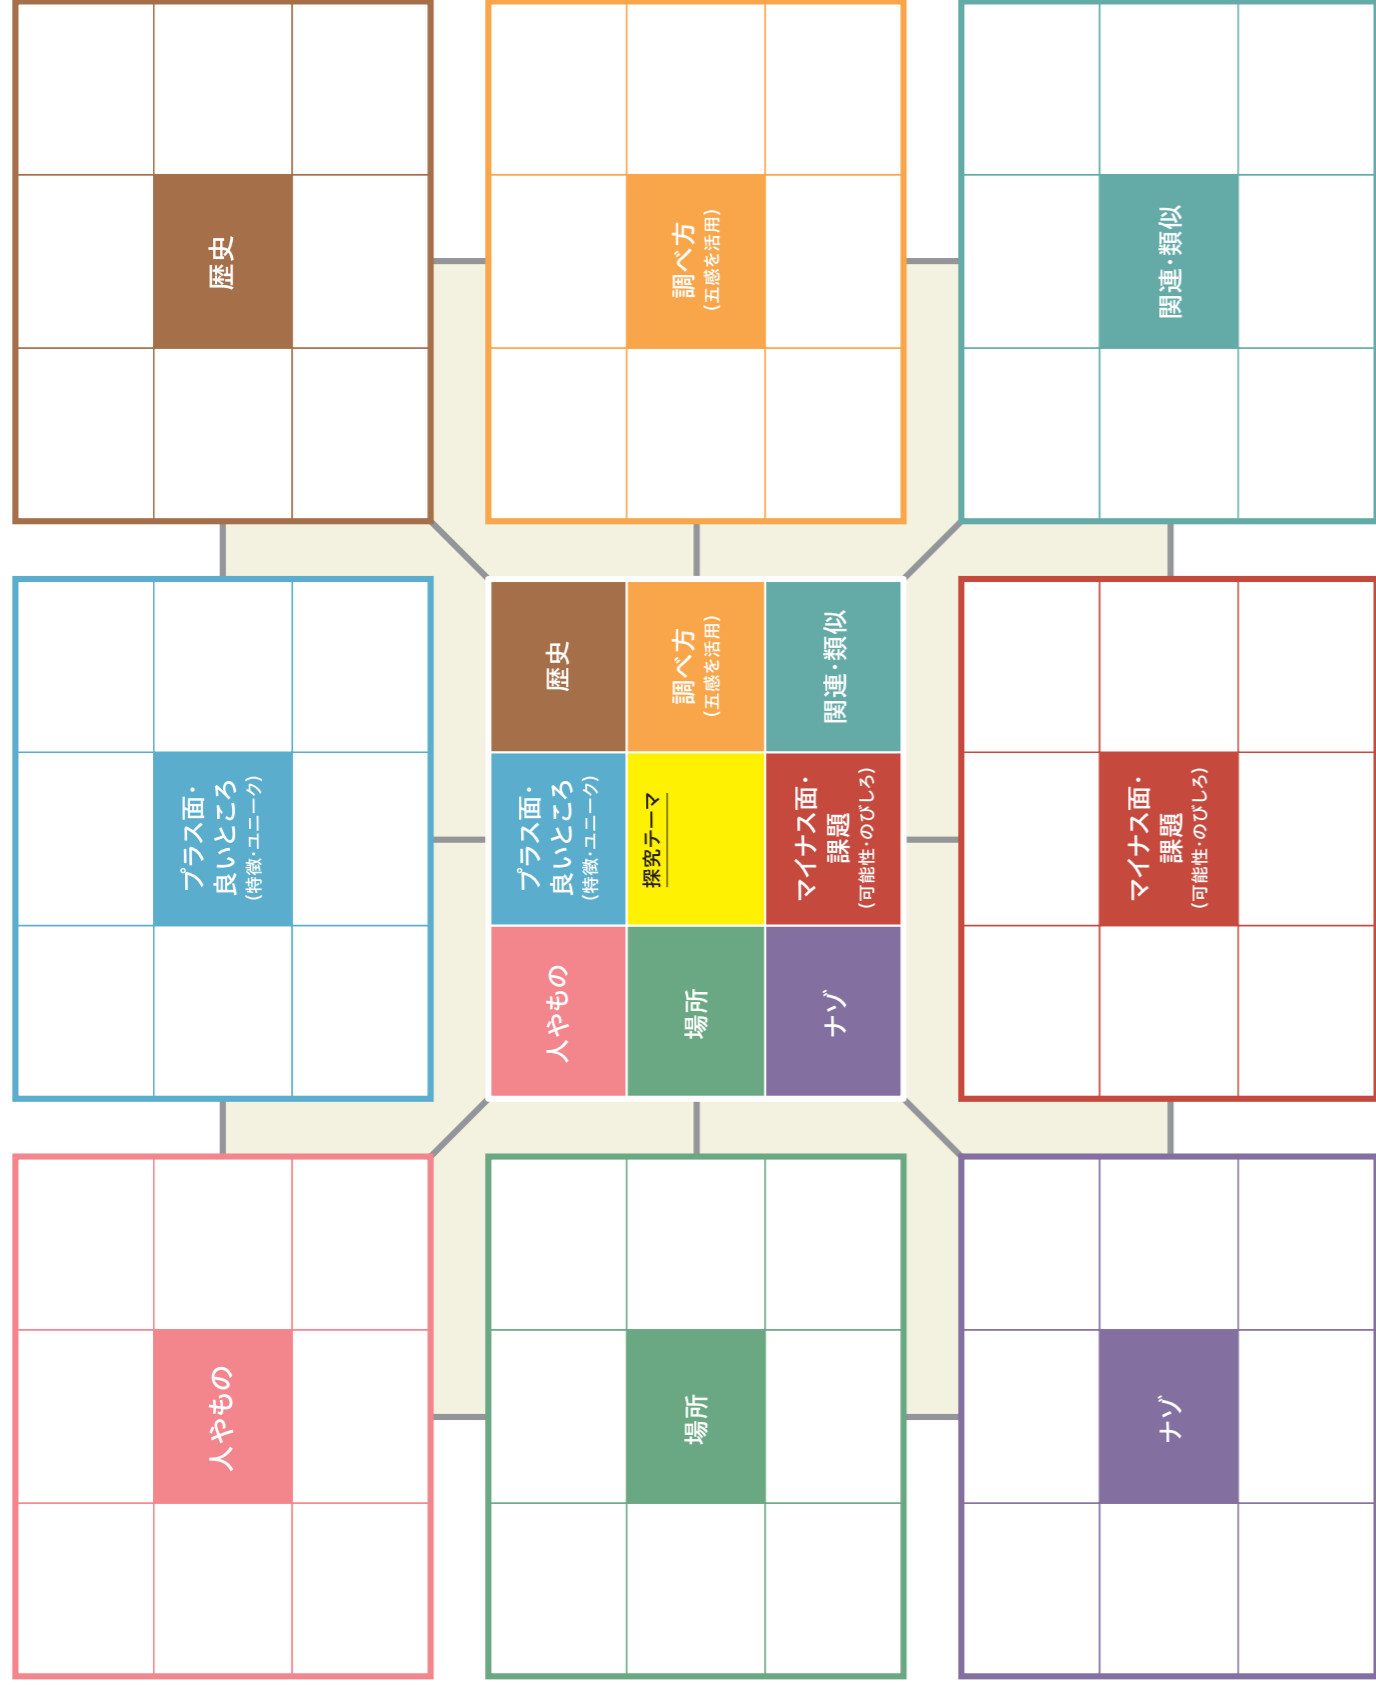 人やもの
プラス面・
良いところ
(特徴・ユニーク)
歴史
場所
人やもの
プラス面・
良いところ
(特徴・ユニーク)
歴史
場所
探究テーマ
調べ方
(五感を活用)
ナゾ
マイナス面・
課題
(可能性・のびしろ)
関連・類似
調べ方
(五感を活用)
ナゾ
マイナス面・
課題
(可能性・のびしろ)
関連・類似